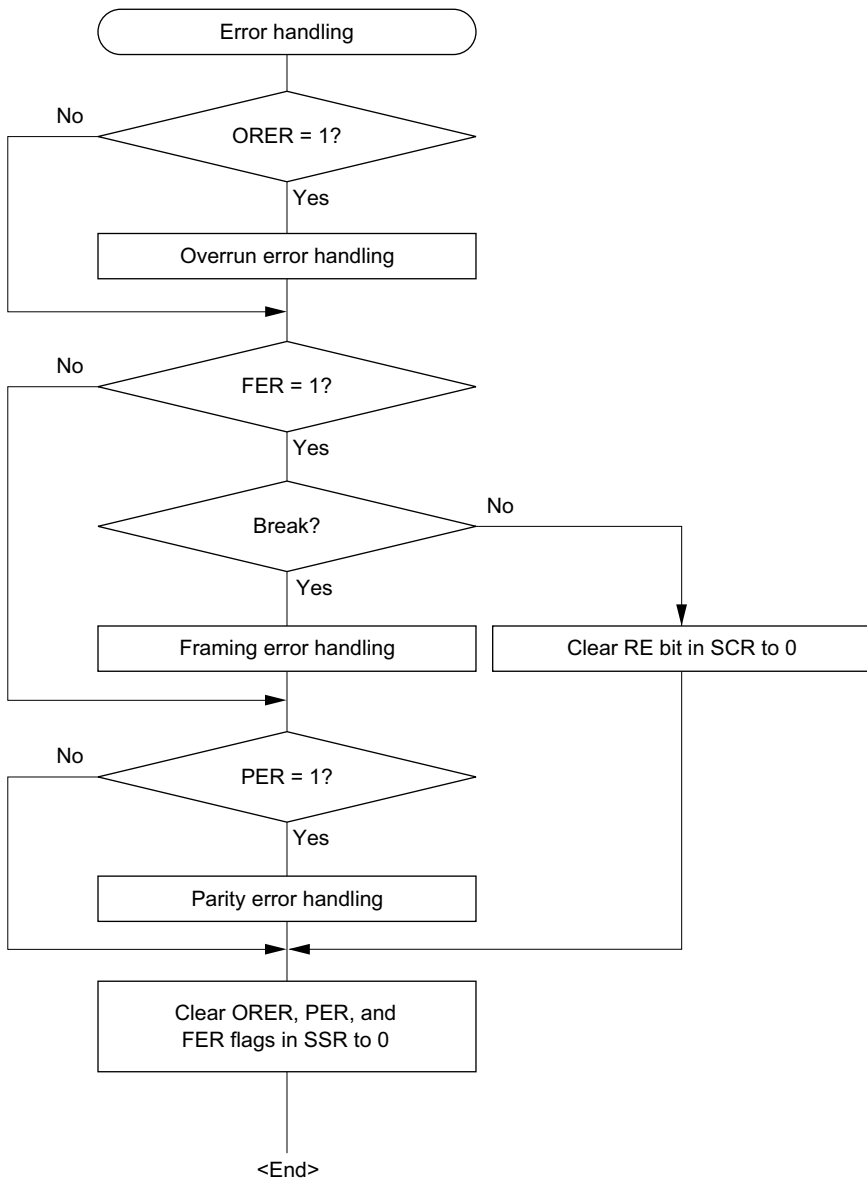 Error handling
No
ORER = 1?
Yes
Overrun error handling
No
FER = 1?
Yes
Break?
No
Yes
Framing error handling
Clear RE bit in SCR to 0
No
PER = 1?
Yes
Parity error handling
Clear ORER, PER, and
FER flags in SSR to 0
<End>